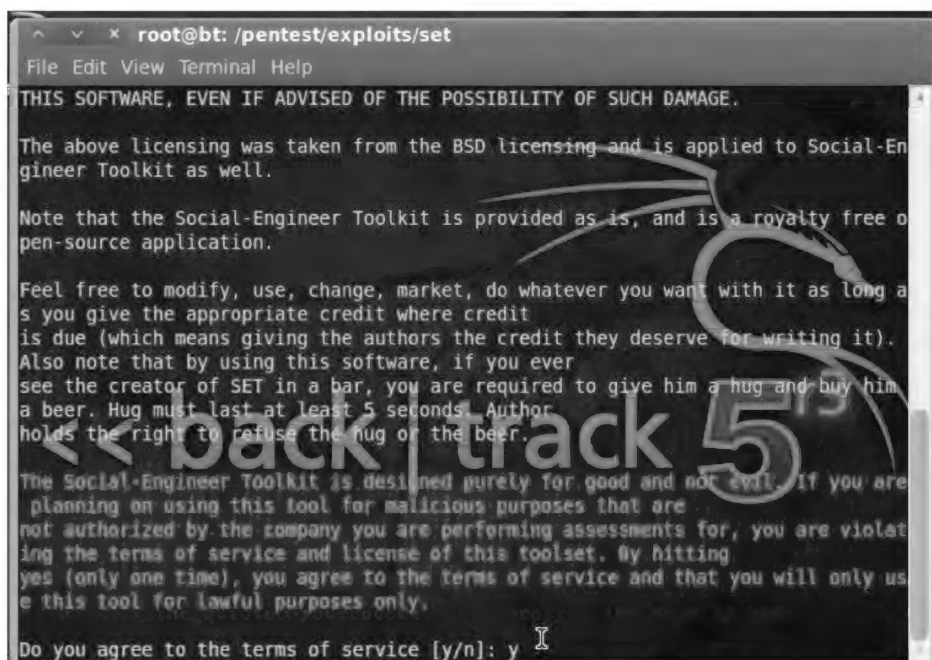 root@bt: /pentest/exploits/set
File Edit View Terminal Help
THIS SOFTWARE, EVEN IF ADVISED OF THE POSSIBILITY OF SUCH DAMAGE.
The above licensing was taken from the BSD licensing and is applied to Social-En
gineer Toolkit as well.
Note that the Social-Engineer Toolkit is provided as is, and is a royalty free o
pen-source application.
Feel free to modify, use, change, market, do whatever you want with it as long a
s you give the appropriate credit where credit
is due (which means giving the authors the credit they deserve for writing it).
Also note that by using this software, if you ever
see the creator of SET in a bar, you are required to give him a hug and buy him
a beer. Hug must last at least 5 seconds. Author
holds the right to refuse the hug or the beer.
<< back | track 5 r3
The Social-Engineer Toolkit is designed purely for good and not evil. If you are
planning on using this tool for malicious purposes that are
not authorized by the company you are performing assessments for, you are violat
ing the terms of service and license of this toolset. By hitting
yes (only one time), you agree to the terms of service and that you will only us
e this tool for lawful purposes only.
Do you agree to the terms of service [y/n]: y